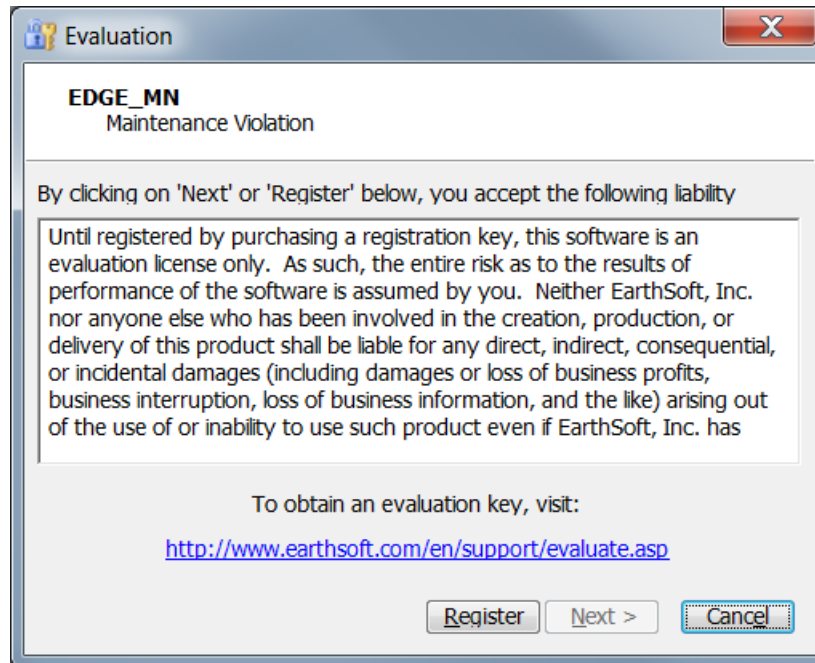 Evaluation
EDGE_MN
Maintenance Violation
By clicking on 'Next' or 'Register' below, you accept the following liability
Until registered by purchasing a registration key, this software is an
evaluation license only.  As such, the entire risk as to the results of
performance of the software is assumed by you.  Neither EarthSoft, Inc.
nor anyone else who has been involved in the creation, production, or
delivery of this product shall be liable for any direct, indirect, consequential,
or incidental damages (including damages or loss of business profits,
business interruption, loss of business information, and the like) arising out
of the use of or inability to use such product even if EarthSoft, Inc. has
To obtain an evaluation key, visit:
http://www.earthsoft.com/en/support/evaluate.asp
Register Next > Cancel